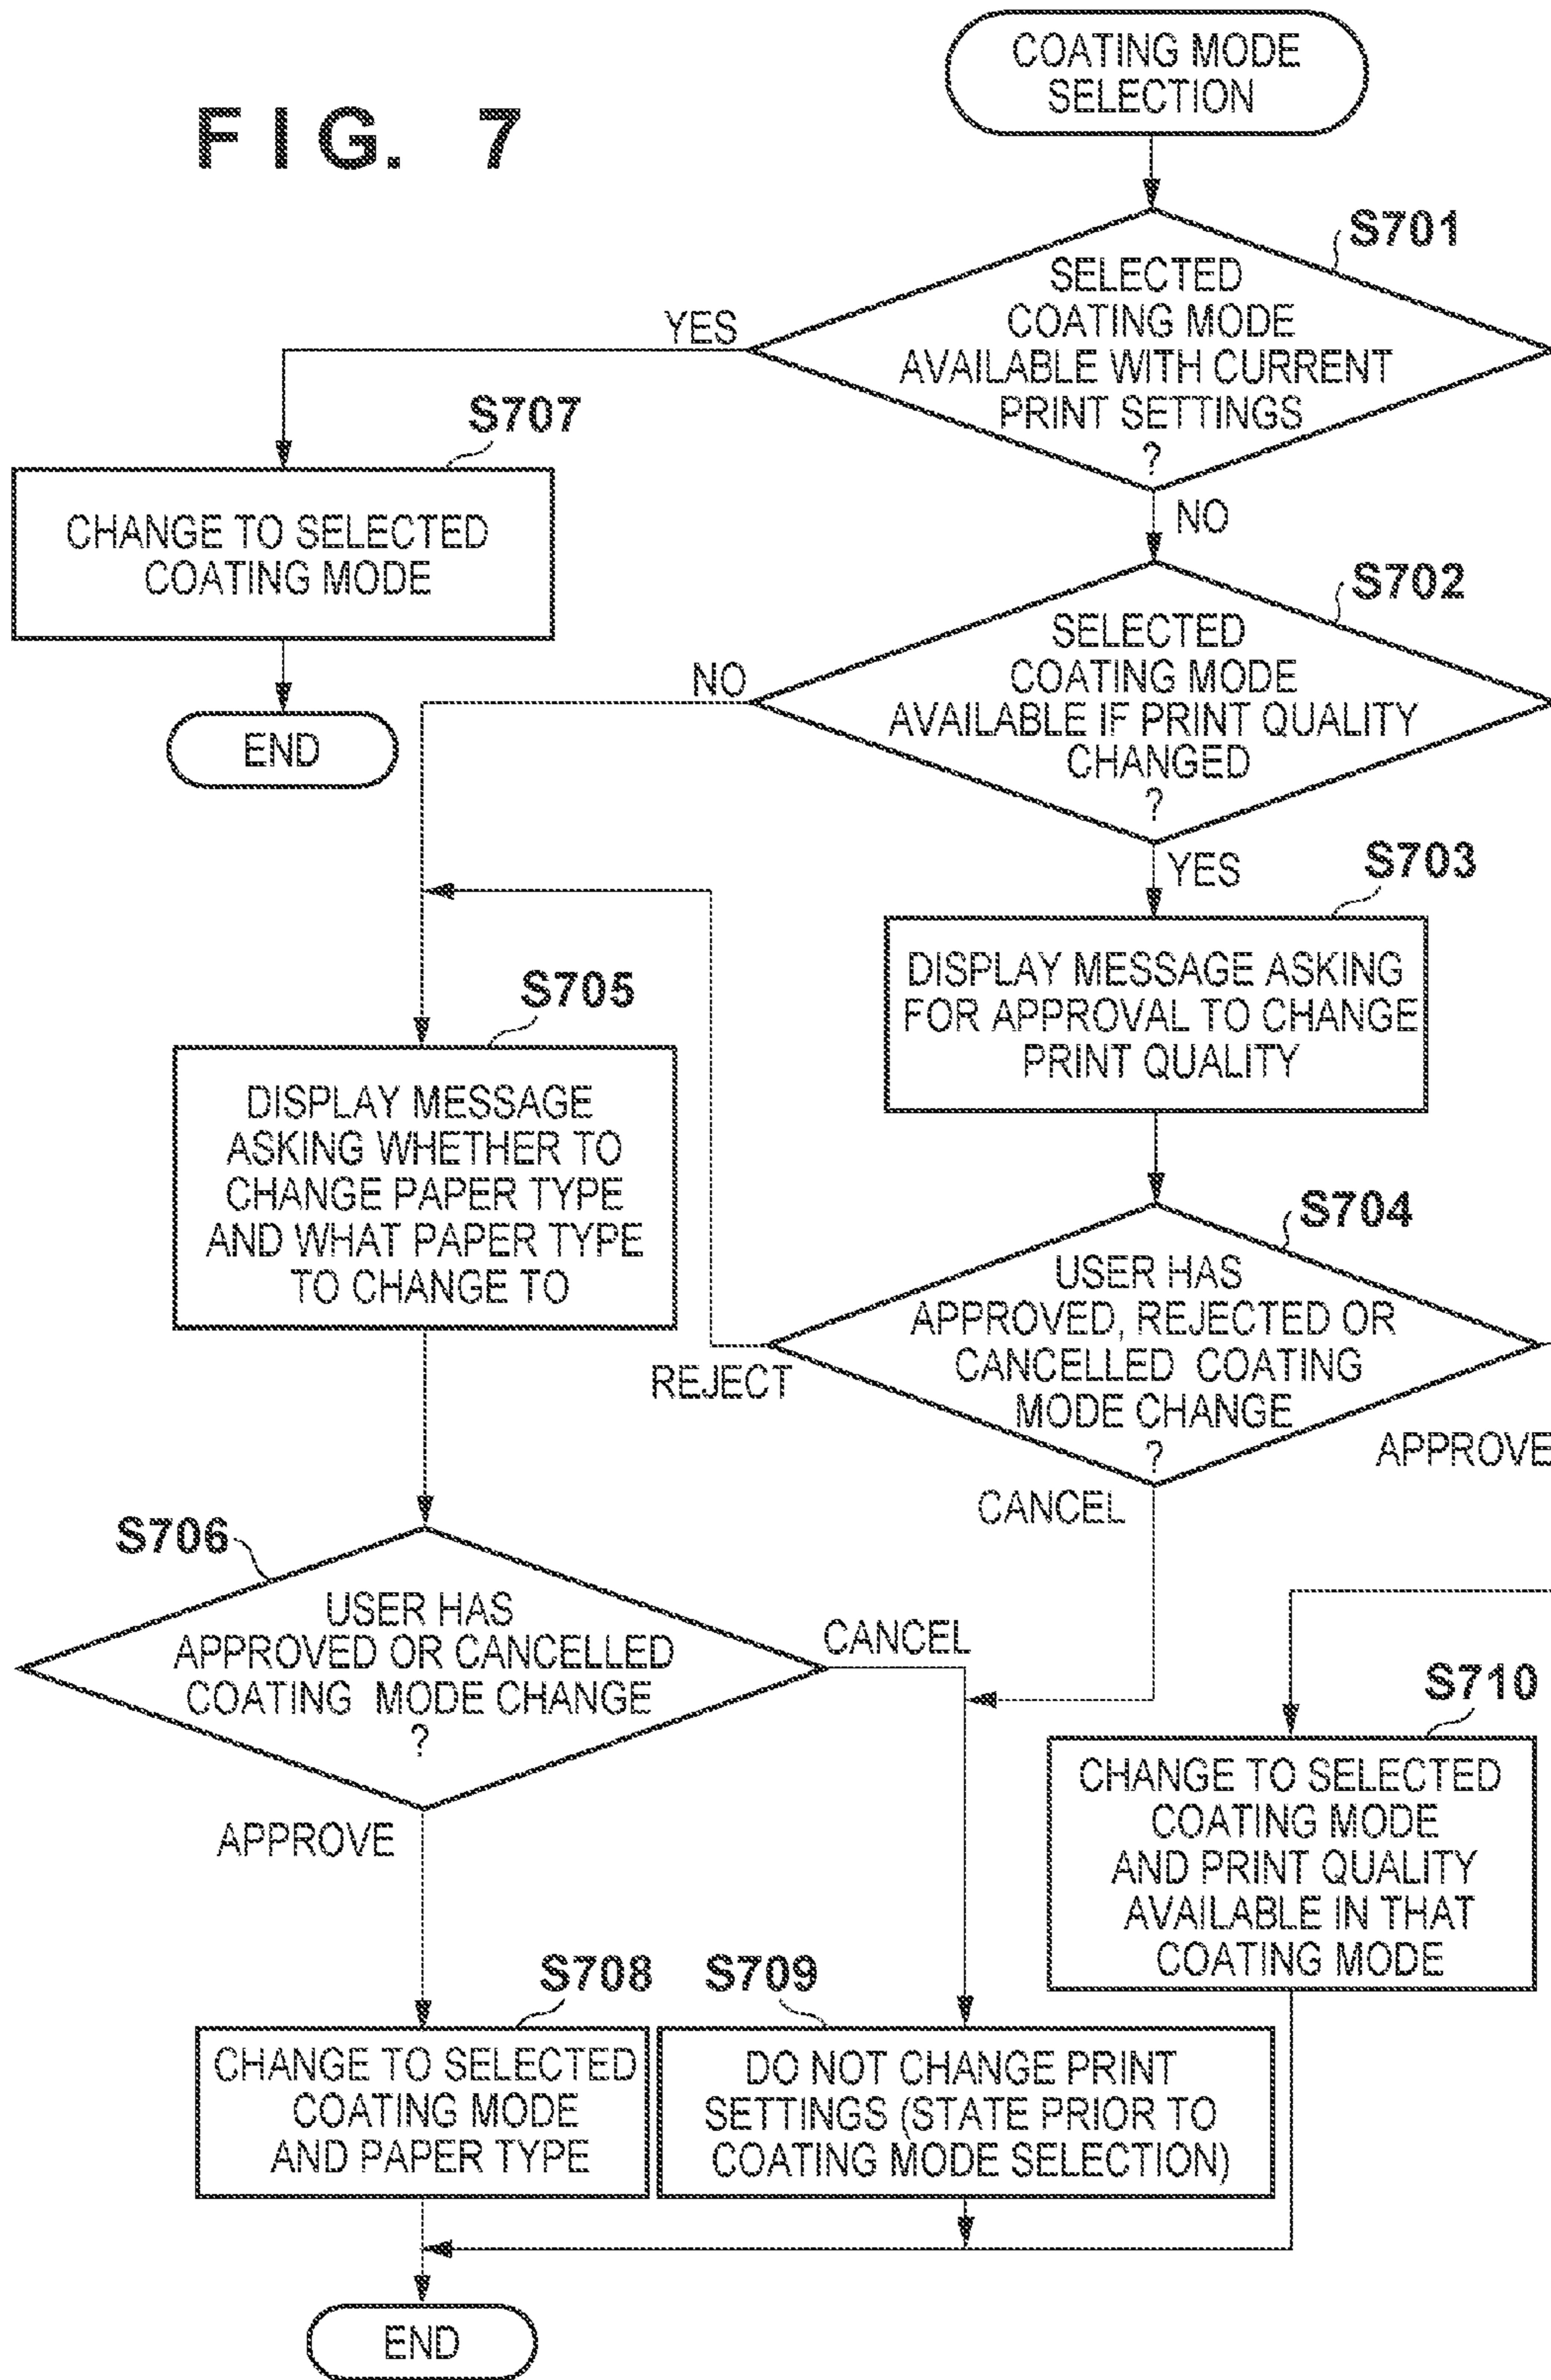 FIG. 7
COATING MODE
SELECTION
S701
SELECTED
COATING MODE
AVAILABLE WITH CURRENT
PRINT SETTINGS
?
YES
NO
S707
CHANGE TO SELECTED
COATING MODE
END
S702
SELECTED
COATING MODE
AVAILABLE IF PRINT QUALITY
CHANGED
?
NO
YES
S703
DISPLAY MESSAGE ASKING
FOR APPROVAL TO CHANGE
PRINT QUALITY
S705
DISPLAY MESSAGE
ASKING WHETHER TO
CHANGE PAPER TYPE
AND WHAT PAPER TYPE
TO CHANGE TO
S704
USER HAS
APPROVED, REJECTED OR
CANCELLED COATING
MODE CHANGE
?
REJECT
APPROVE
CANCEL
S706
USER HAS
APPROVED OR CANCELLED
COATING MODE CHANGE
?
CANCEL
APPROVE
S710
CHANGE TO SELECTED
COATING MODE
AND PRINT QUALITY
AVAILABLE IN THAT
COATING MODE
S708
CHANGE TO SELECTED
COATING MODE
AND PAPER TYPE
S709
DO NOT CHANGE PRINT
SETTINGS (STATE PRIOR TO
COATING MODE SELECTION)
END